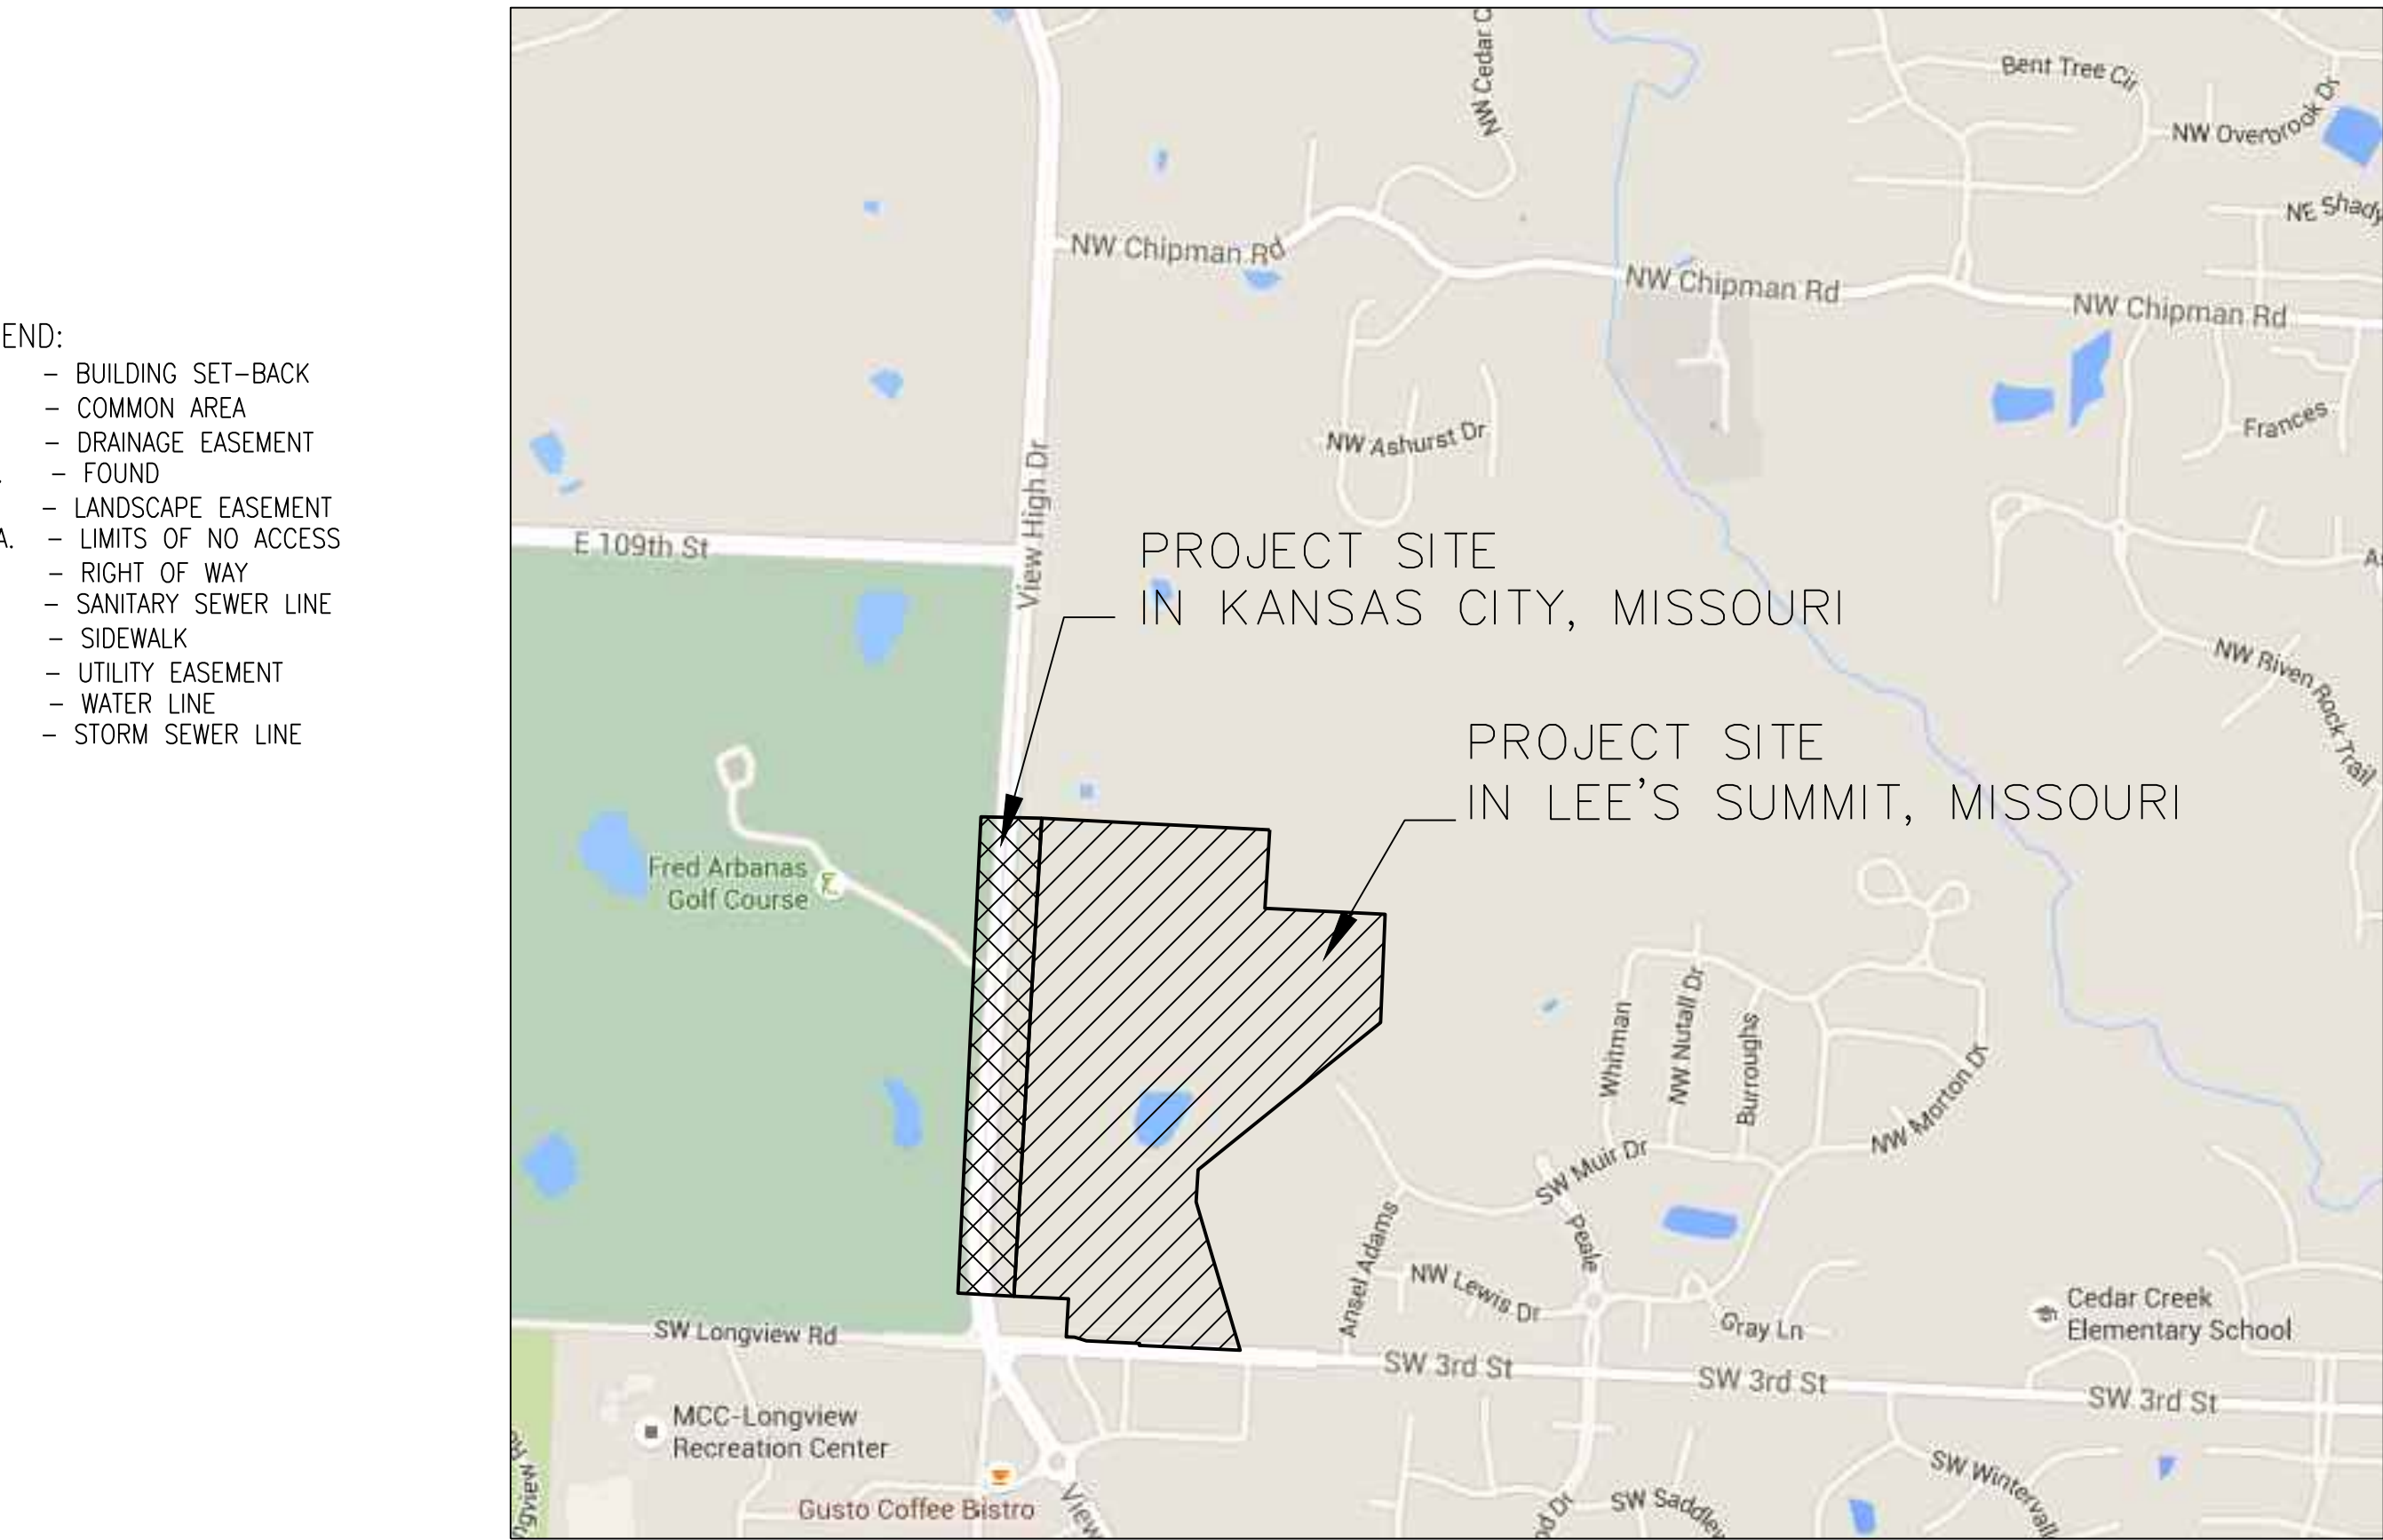 END:
– BUILDING SET-BACK
– COMMON AREA
– DRAINAGE EASEMENT
. – FOUND
– LANDSCAPE EASEMENT
A. – LIMITS OF NO ACCESS
– RIGHT OF WAY
– SANITARY SEWER LINE
– SIDEWALK
– UTILITY EASEMENT
– WATER LINE
– STORM SEWER LINE
NW Cedar C
Bent Tree Cir
NW Overbrook Dr
NE Shady
NW Chipman Rd
NW Chipman Rd
NW Chipman Rd
NW Ashurst Dr
Frances
View High Dr
E 109th St
PROJECT SITE
IN KANSAS CITY, MISSOURI
NW Riven Rock Trail
PROJECT SITE
IN LEE'S SUMMIT, MISSOURI
Fred Arbanas
Golf Course
Whitman
NW Nutall Dr
Burroughs
NW Morton Dr
SW Muir Dr
Peale
Ansel Adams
NW Lewis Dr
Gray Ln
Cedar Creek
Elementary School
SW Longview Rd
SW 3rd St
SW 3rd St
SW 3rd St
MCC-Longview
Recreation Center
Gusto Coffee Bistro
View
od Dr
SW Saddlew
SW Wintervall
ngview